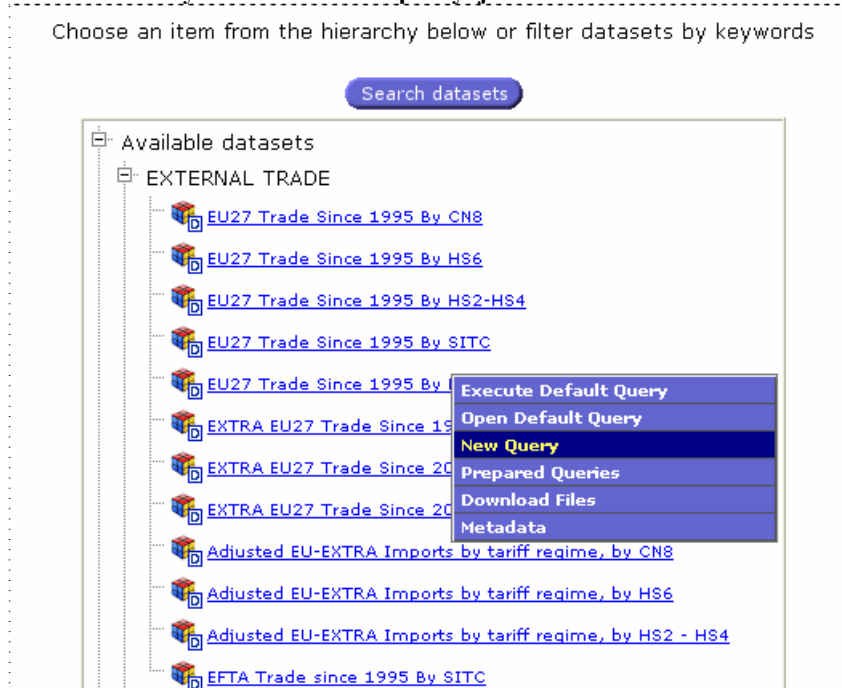 Choose an item from the hierarchy below or filter datasets by keywords
Search datasets
Available datasets
EXTERNAL TRADE
D EU27 Trade Since 1995 By CN8
D EU27 Trade Since 1995 By HS6
D EU27 Trade Since 1995 By HS2-HS4
D EU27 Trade Since 1995 By SITC
D EU27 Trade Since 1995 By
Execute Default Query
Open Default Query
New Query
Prepared Queries
Download Files
Metadata
D EXTRA EU27 Trade Since 19
D EXTRA EU27 Trade Since 20
D EXTRA EU27 Trade Since 20
D Adjusted EU-EXTRA Imports by tariff regime, by CN8
D Adjusted EU-EXTRA Imports by tariff regime, by HS6
D Adjusted EU-EXTRA Imports by tariff regime, by HS2 - HS4
D EFTA Trade since 1995 By SITC